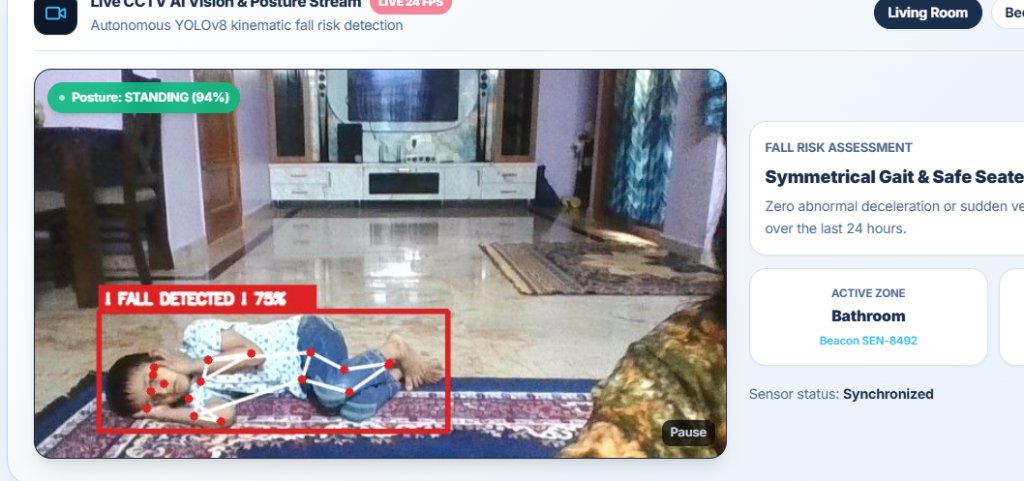 Live CCTV AI Vision & Posture Stream LIVE 24 FPS
Autonomous YOLOv8 kinematic fall risk detection
Living Room
Posture: STANDING (94%)
! FALL DETECTED ! 75%
Pause
FALL RISK ASSESSMENT
Symmetrical Gait & Safe Seate
Zero abnormal deceleration or sudden ve
over the last 24 hours.
ACTIVE ZONE
Bathroom
Beacon SEN-8492
Sensor status: Synchronized